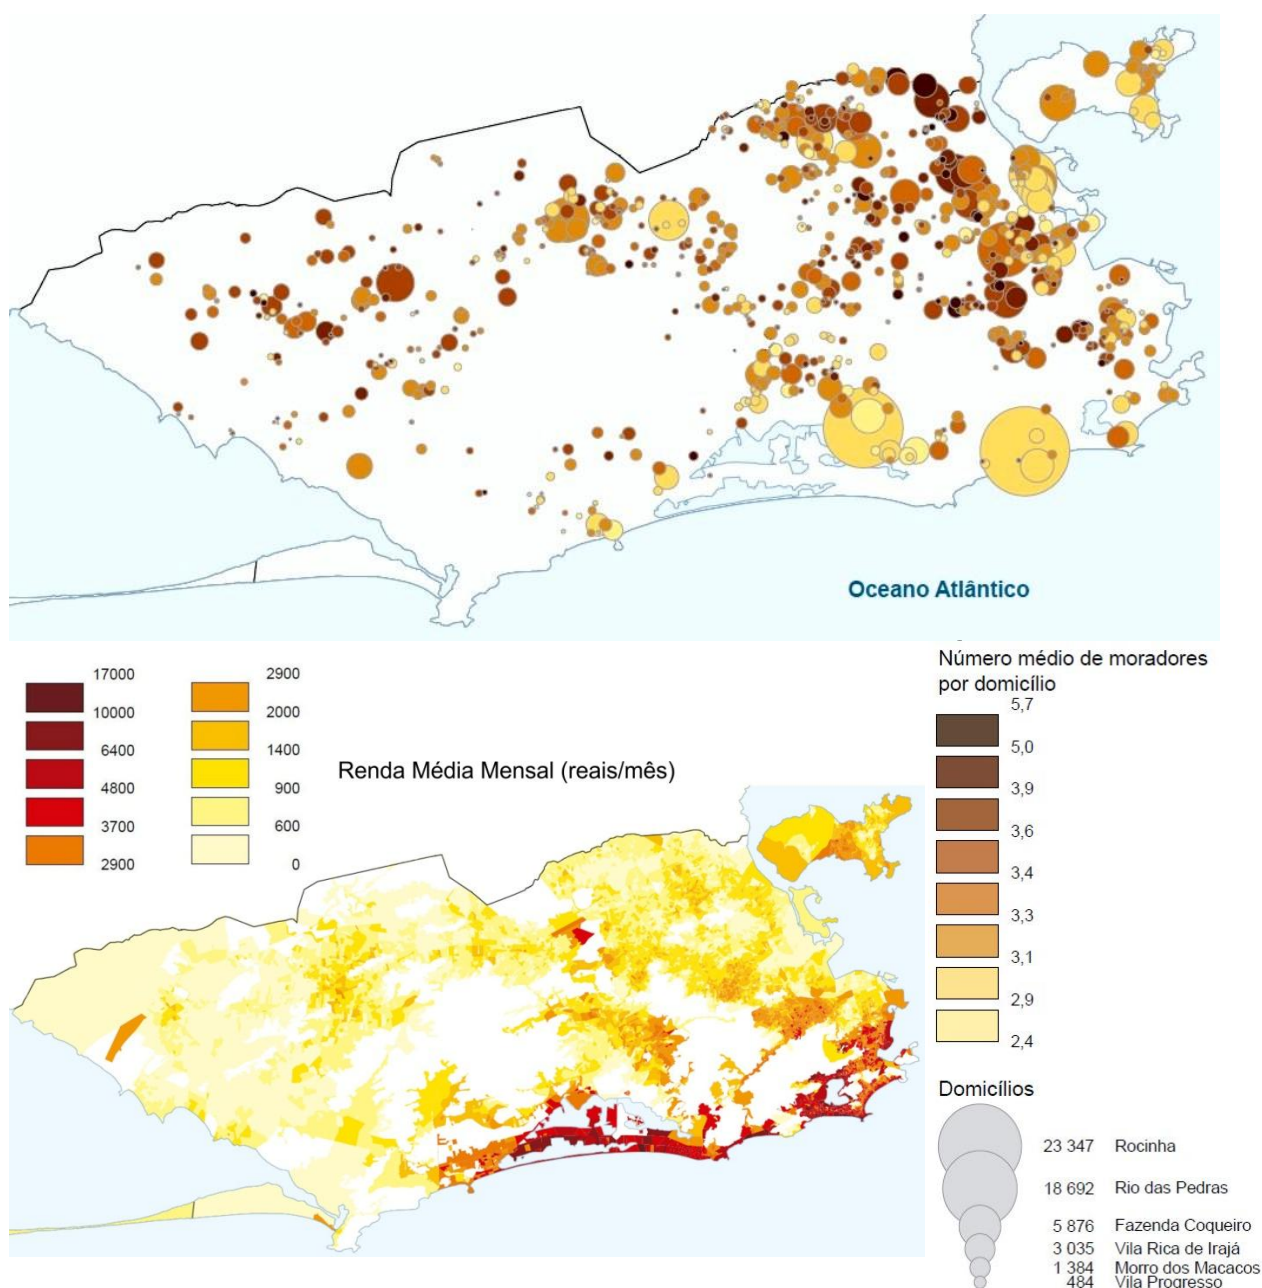 Oceano Atlântico
17000
10000
6400
4800
3700
2900
2900
2000
1400
900
600
0
Renda Média Mensal (reais/mês)
Número médio de moradores
por domicílio
5,7
5,0
3,9
3,6
3,4
3,3
3,1
2,9
2,4
Domicílios
23 347 Rocinha
18 692 Rio das Pedras
5 876 Fazenda Coqueiro
3 035 Vila Rica de Irajá
1 384 Morro dos Macacos
484 Vila Progresso